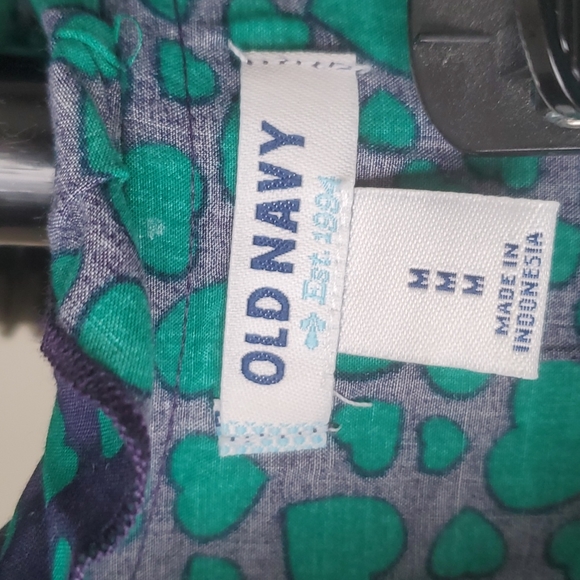 OLD NAVY
Est. 1994
M
M
M
MADE IN
INDONESIA